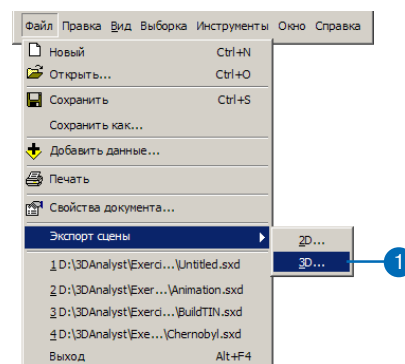 Файл Правка Вид Выборка Инструменты Окно Справка
Новый Ctrl+N
Открыть... Ctrl+O
Сохранить Ctrl+S
Сохранить как...
Добавить данные...
Печать
Свойства документа...
Экспорт сцены
2D...
3D... 1
1 D:\3DAnalyst\Exerci...\Untitled.sxd
2 D:\3DAnalyst\Exer...\Animation.sxd
3 D:\3DAnalyst\Exerci...\BuildTIN.sxd
4 D:\3DAnalyst\Exe...\Chernobyl.sxd
Выход Alt+F4